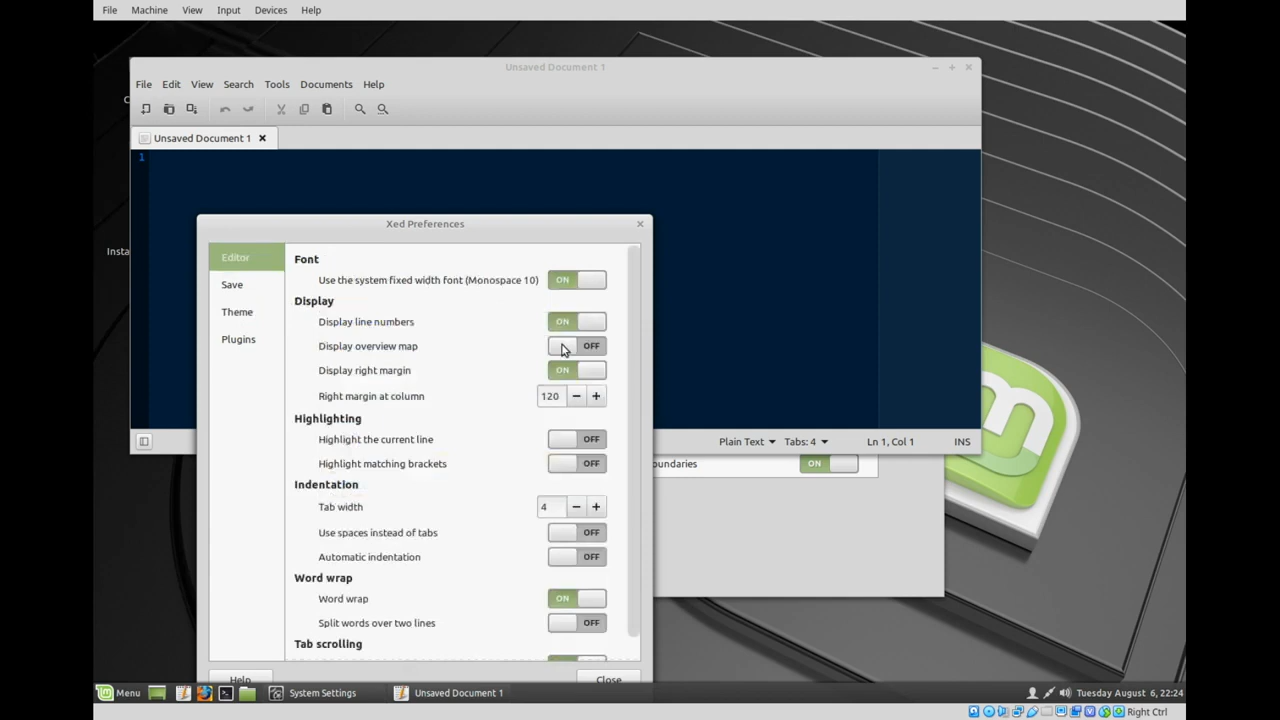 File Machine View Input Devices Help
Unsaved Document 1
File Edit View Search Tools Documents Help
Unsaved Document 1
1
Xed Preferences
Editor
Save
Theme
Plugins
Font
Use the system fixed width font (Monospace 10) ON
Display
Display line numbers ON
Display overview map OFF
Display right margin ON
Right margin at column 120 − +
Highlighting
Highlight the current line OFF
Highlight matching brackets OFF
Indentation
Tab width 4 − +
Use spaces instead of tabs OFF
Automatic indentation OFF
Word wrap
Word wrap ON
Split words over two lines OFF
Tab scrolling
Help Close
Plain Text Tabs: 4 Ln 1, Col 1 INS
oundaries ON
C
Insta
Menu System Settings Unsaved Document 1 Tuesday August 6, 22:24
Right Ctrl